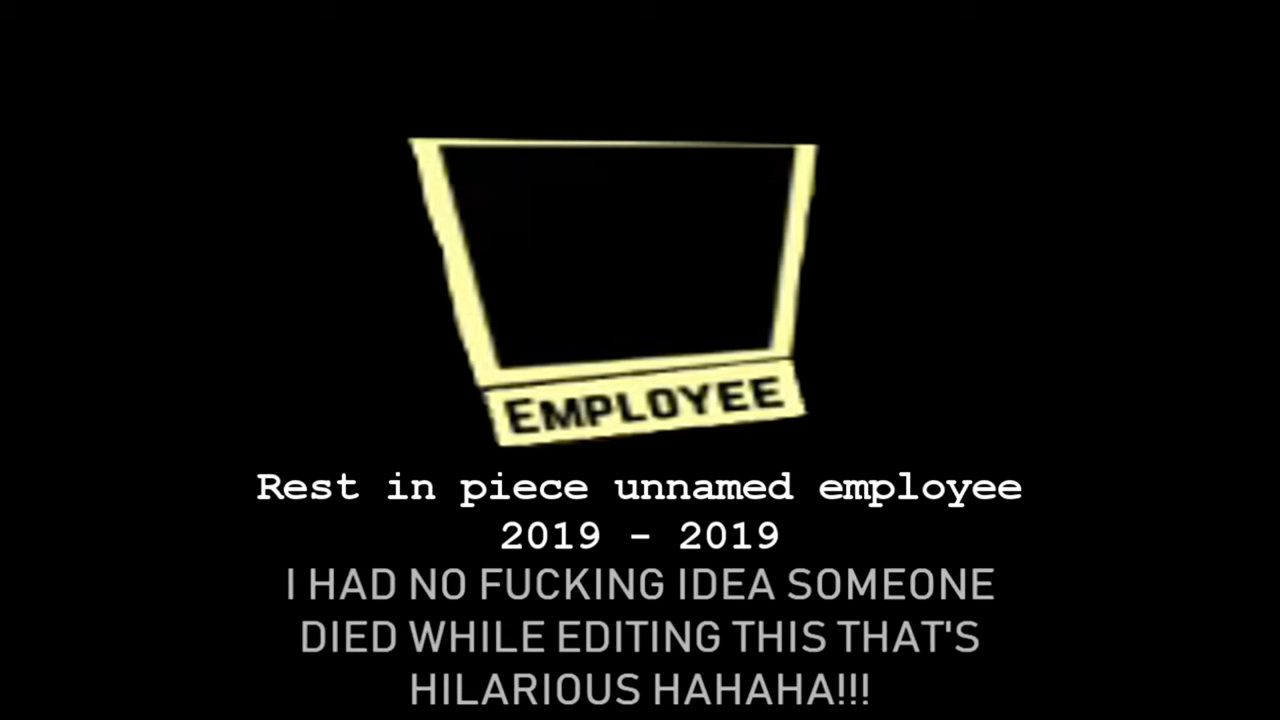 EMPLOYEE
Rest in piece unnamed employee
2019 - 2019
I HAD NO FUCKING IDEA SOMEONE
DIED WHILE EDITING THIS THAT'S
HILARIOUS HAHAHA!!!